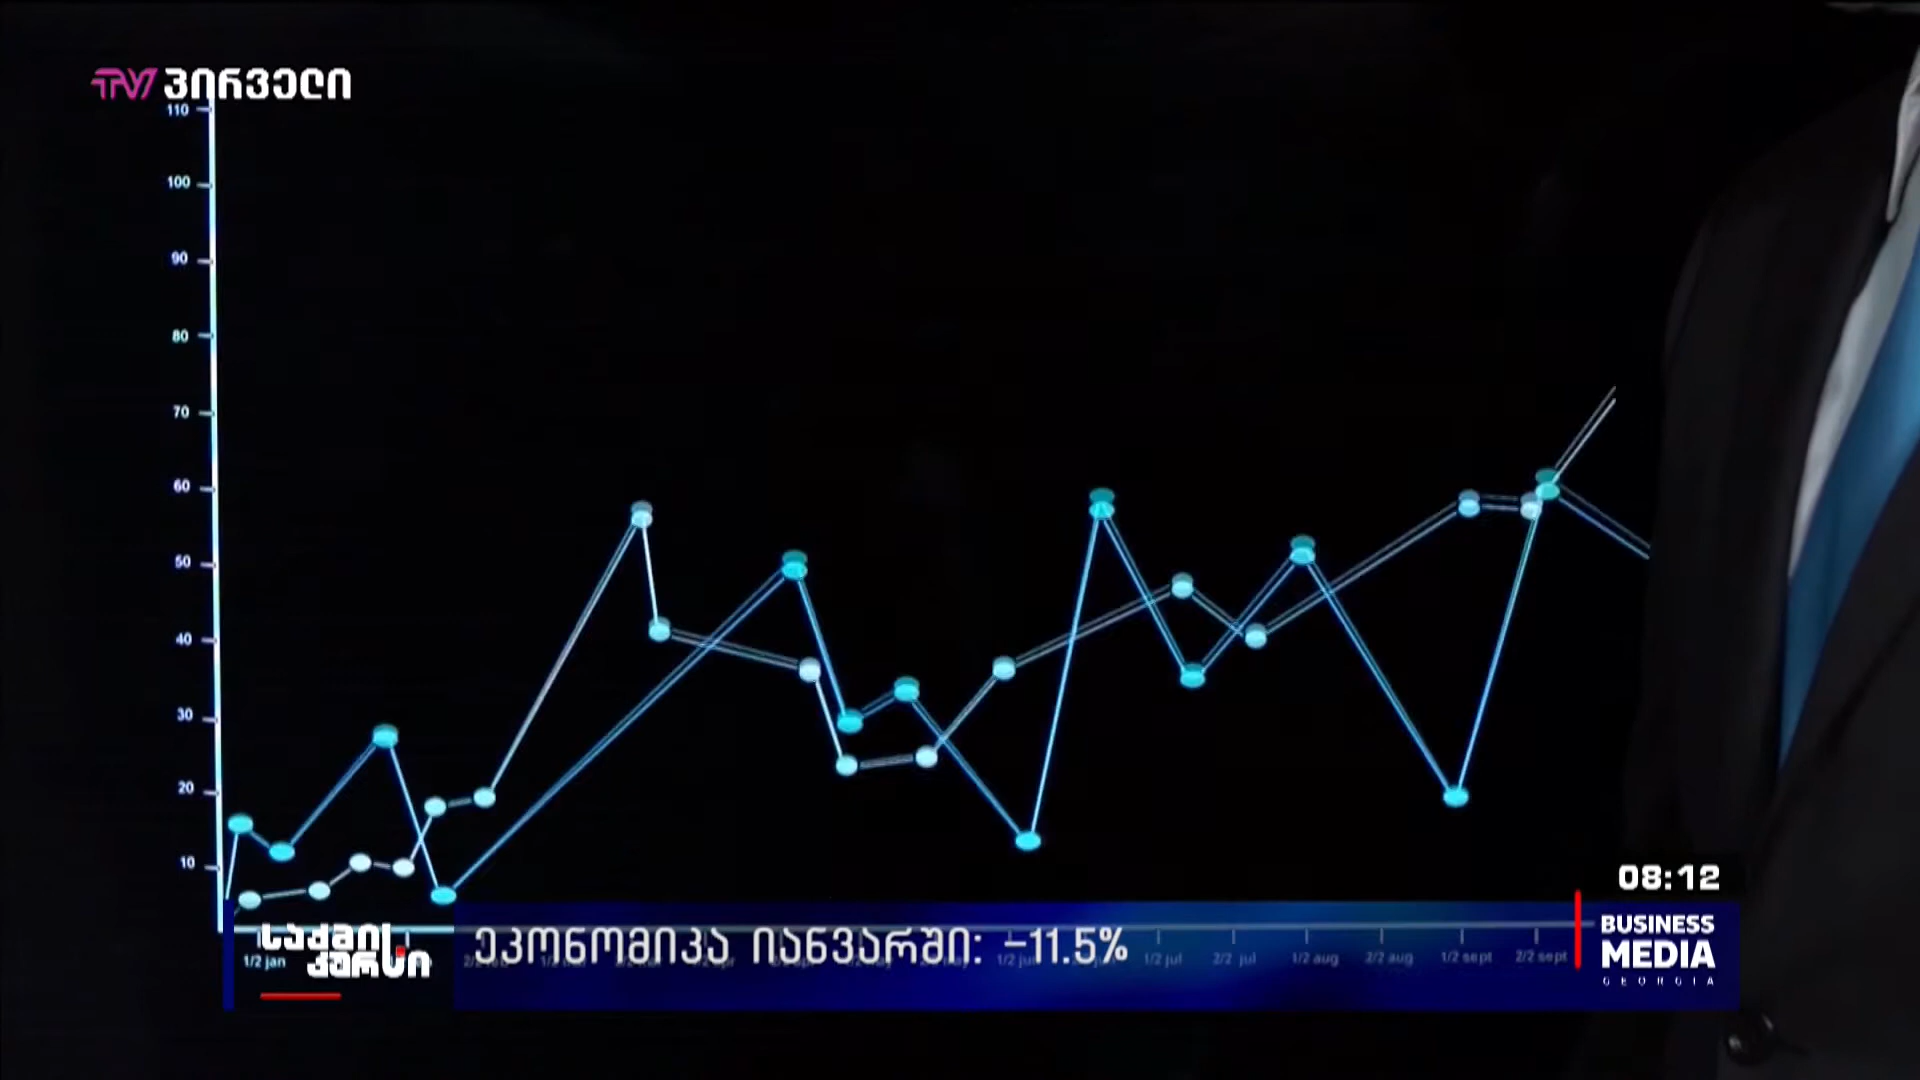 TV ᲞᲘᲠᲕᲔᲚᲘ
110
100
90
80
70
60
50
40
30
20
10
08:12
საქმის
კურსი
ეკონომიკა იანვარში: –11.5%
BUSINESS
MEDIA
GEORGIA
1/2 jan
1/2 jul
2/2 jul
1/2 aug
2/2 aug
1/2 sept
2/2 sept